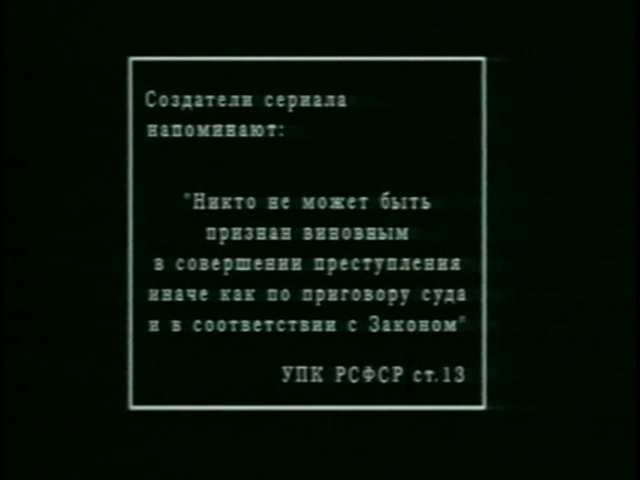 Создатели сериала
напоминают:
"Никто не может быть
признан виновным
в совершении преступления
иначе как по приговору суда
и в соответствии с Законом"
УПК РСФСР ст.13